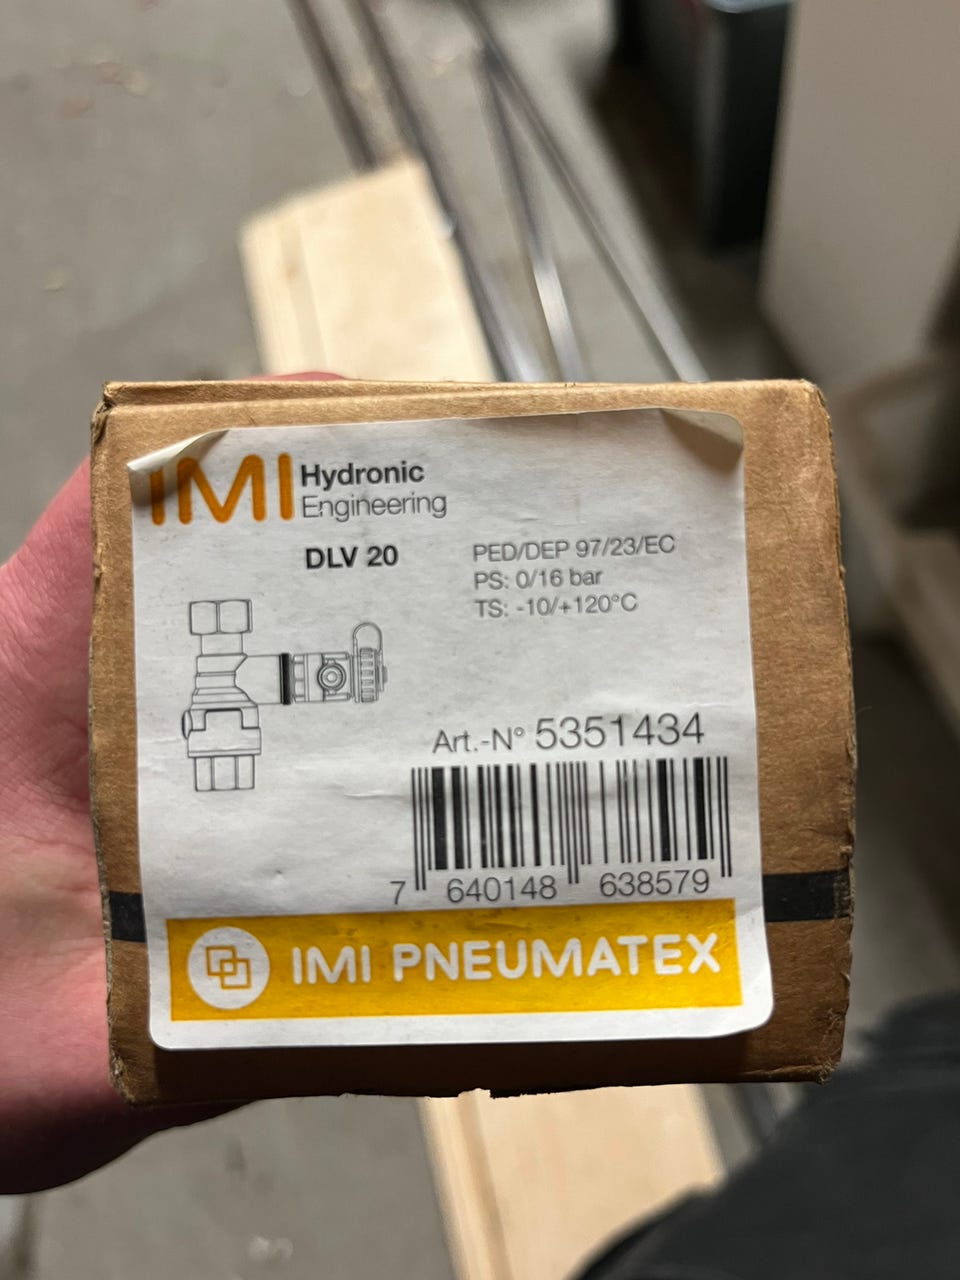 IMI Hydronic
Engineering
DLV 20
PED/DEP 97/23/EC
PS: 0/16 bar
TS: -10/+120°C
Art.-N° 5351434
7 640148 638579
IMI PNEUMATEX